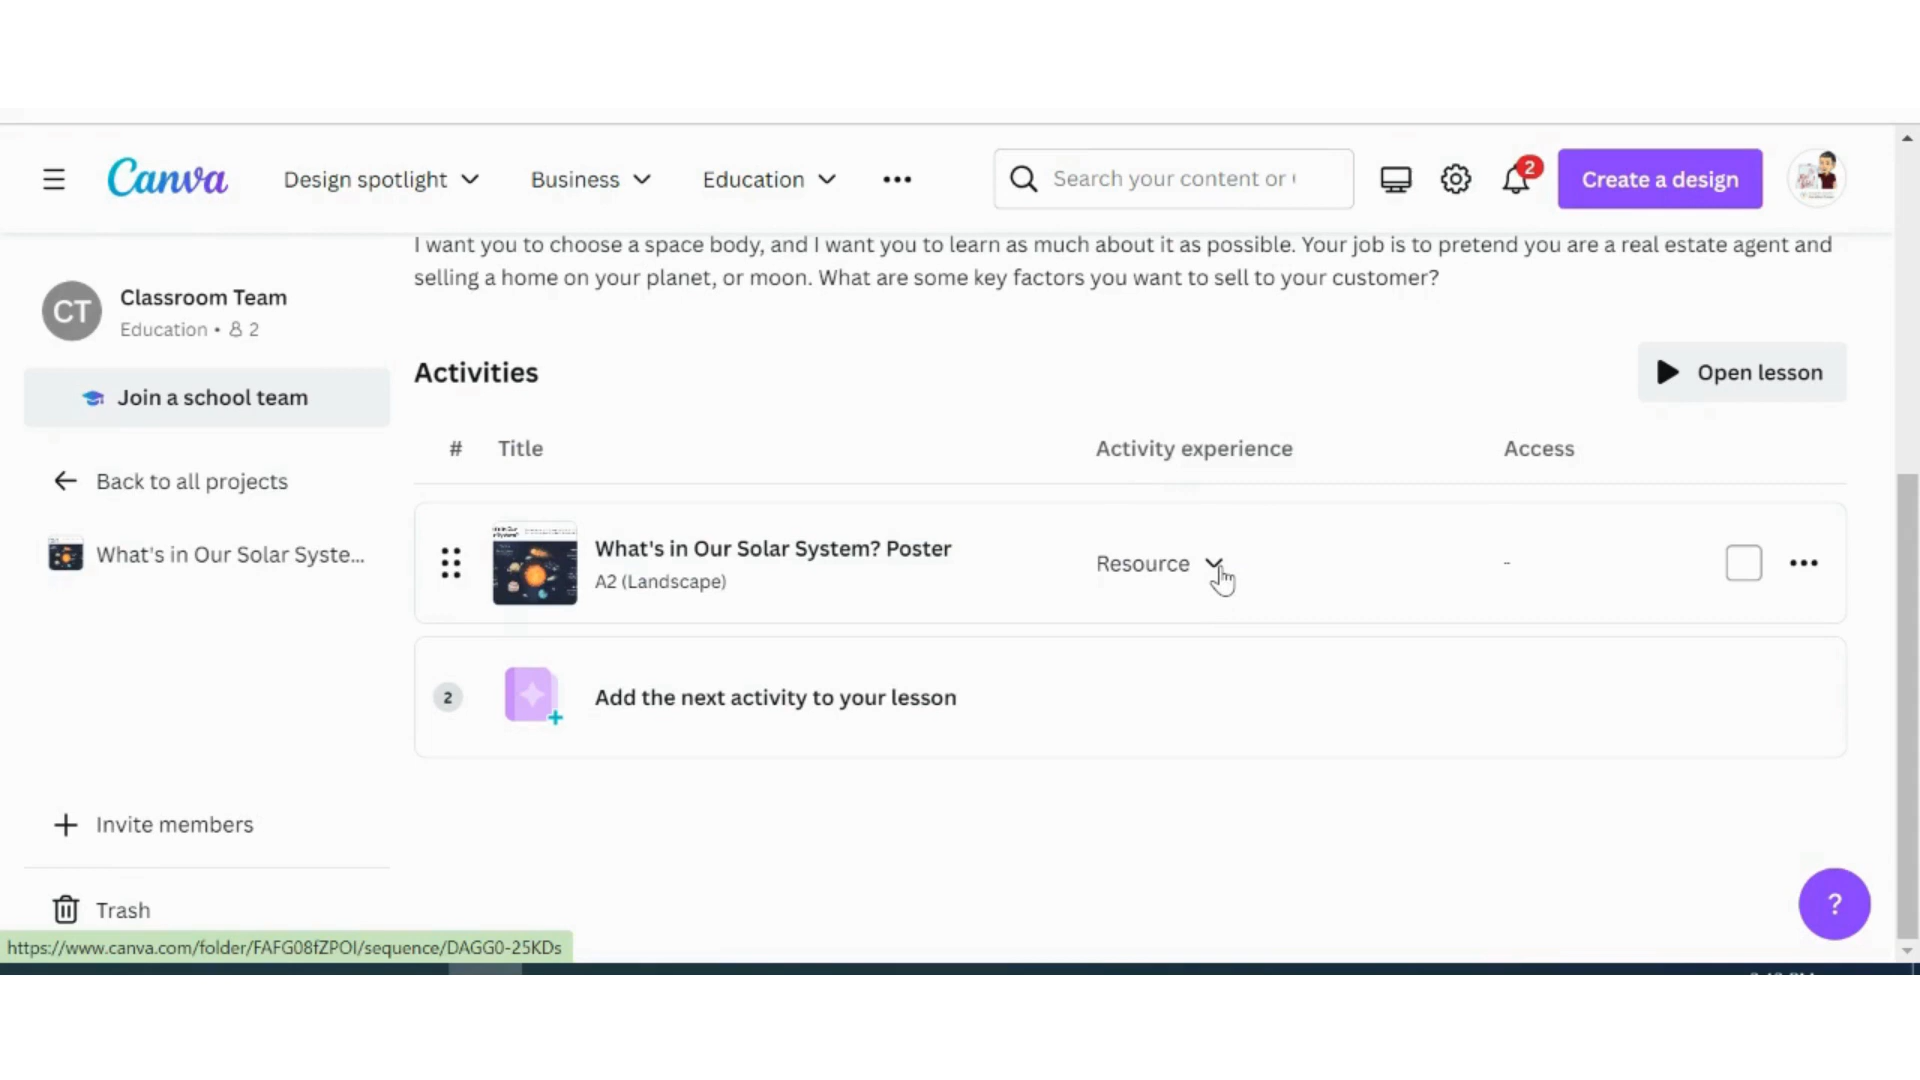 Canva
Design spotlight
Business
Education
Search your content or
2
Create a design
I want you to choose a space body, and I want you to learn as much about it as possible. Your job is to pretend you are a real estate agent and
selling a home on your planet, or moon. What are some key factors you want to sell to your customer?
CT
Classroom Team
Education • 2
Join a school team
Back to all projects
What's in Our Solar Syste...
Invite members
Trash
Activities
Open lesson
# Title Activity experience Access
What's in Our Solar System? Poster
A2 (Landscape)
Resource
-
2
Add the next activity to your lesson
?
https://www.canva.com/folder/FAFG08fZPOI/sequence/DAGG0-25KDs